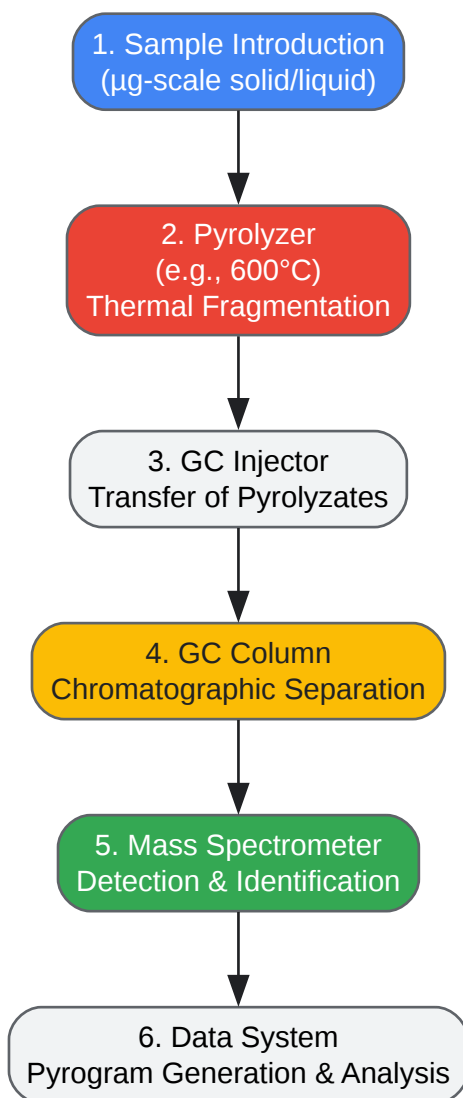 1. Sample Introduction
(µg-scale solid/liquid)
2. Pyrolyzer
(e.g., 600°C)
Thermal Fragmentation
3. GC Injector
Transfer of Pyrolyzates
4. GC Column
Chromatographic Separation
5. Mass Spectrometer
Detection & Identification
6. Data System
Pyrogram Generation & Analysis